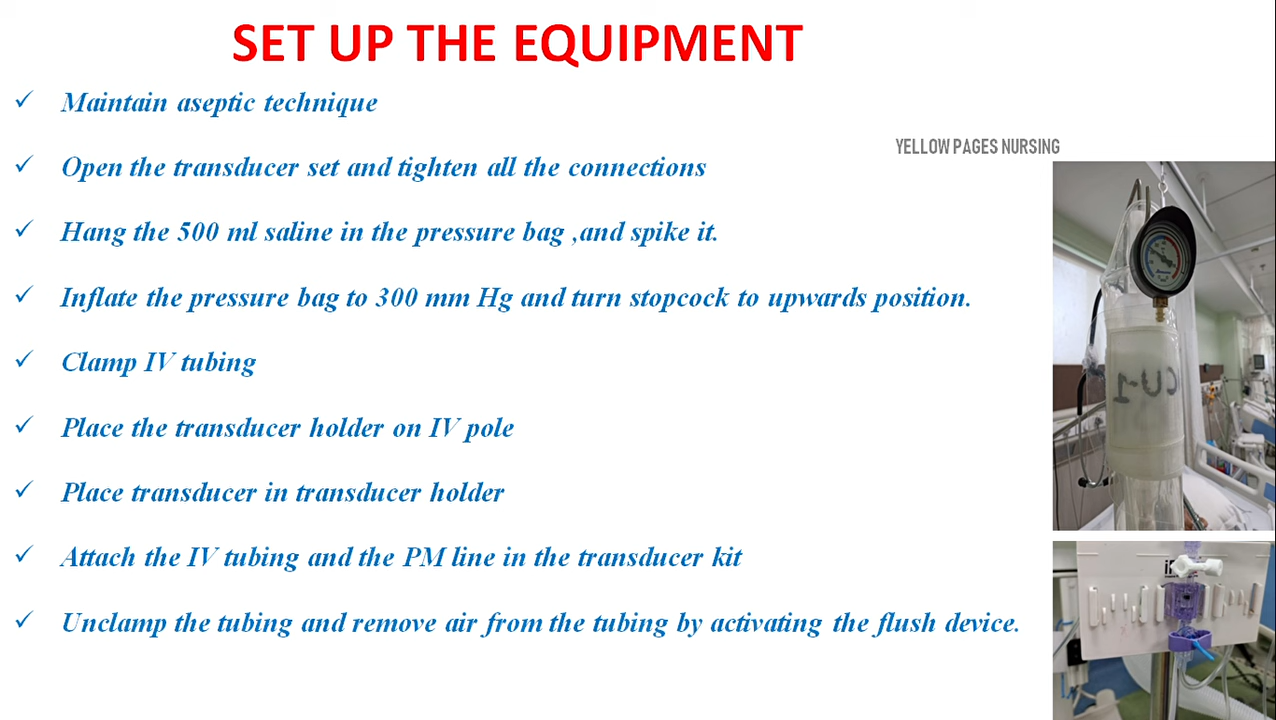 SET UP THE EQUIPMENT
✓ Maintain aseptic technique
YELLOW PAGES NURSING
✓ Open the transducer set and tighten all the connections
✓ Hang the 500 ml saline in the pressure bag ,and spike it.
✓ Inflate the pressure bag to 300 mm Hg and turn stopcock to upwards position.
✓ Clamp IV tubing
✓ Place the transducer holder on IV pole
✓ Place transducer in transducer holder
✓ Attach the IV tubing and the PM line in the transducer kit
✓ Unclamp the tubing and remove air from the tubing by activating the flush device.